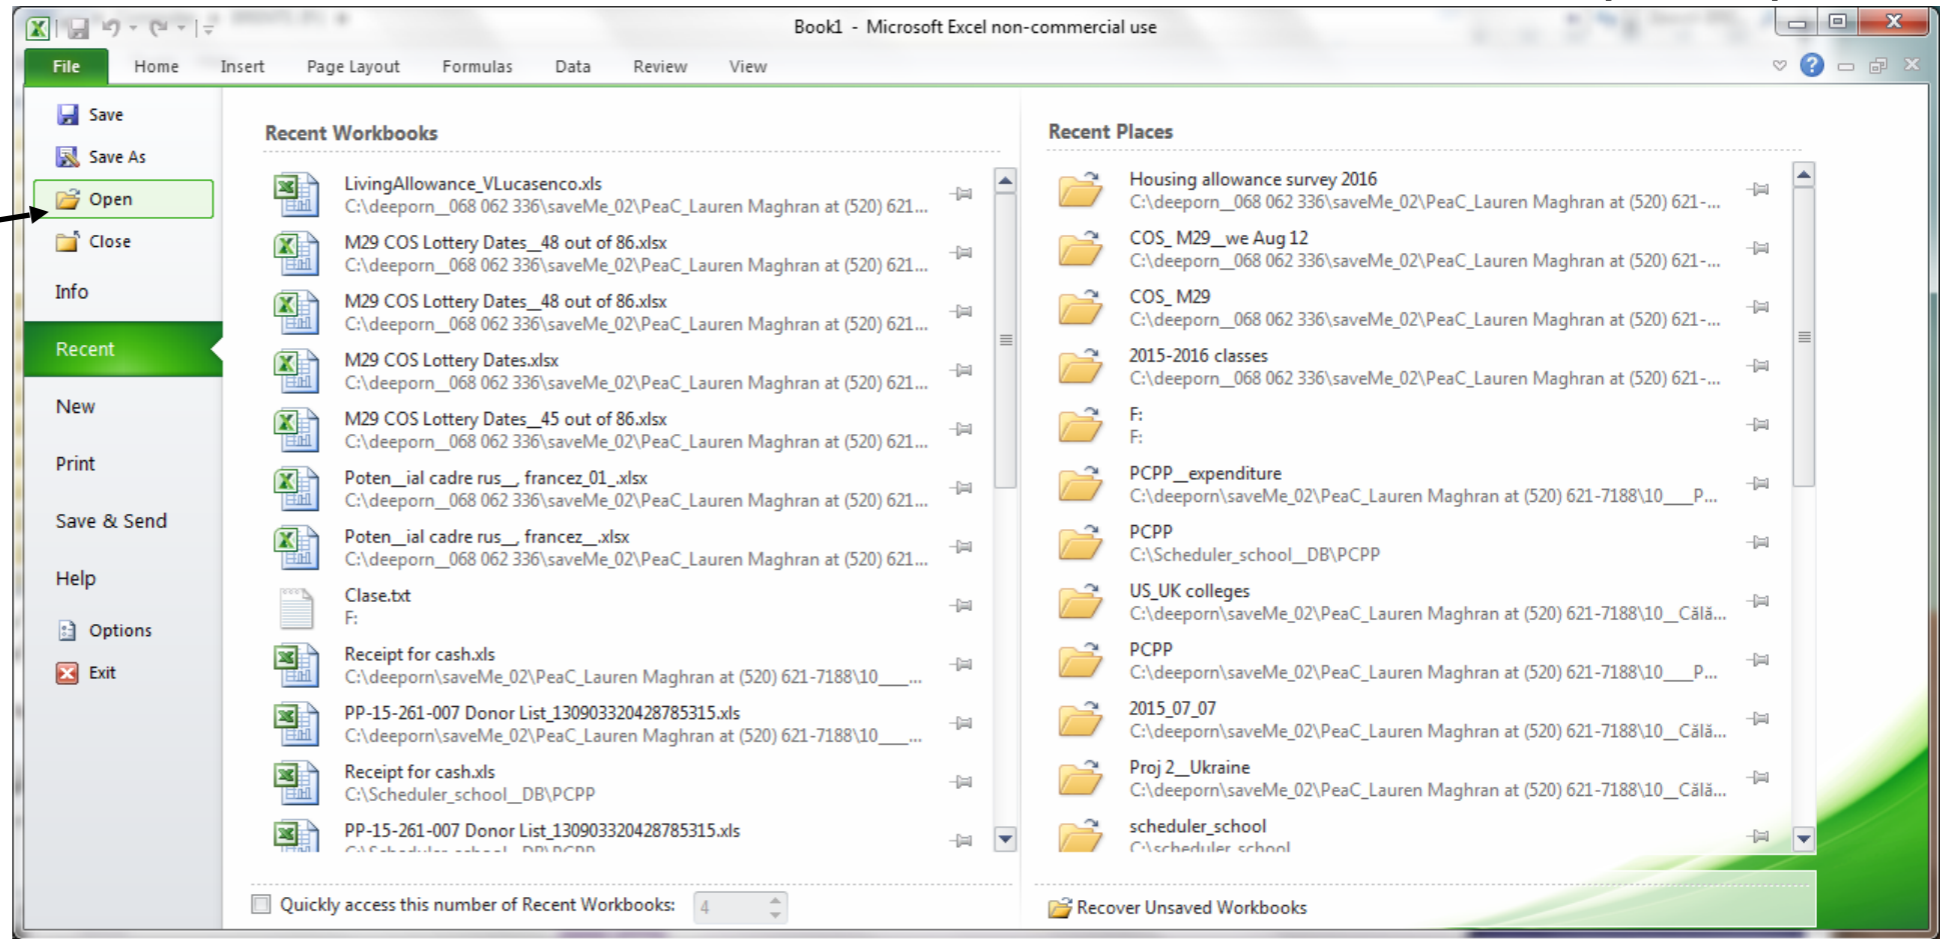 Book1 - Microsoft Excel non-commercial use
File Home Insert Page Layout Formulas Data Review View
Save
Save As
Open
Close
Info
Recent
New
Print
Save & Send
Help
Options
Exit
Recent Workbooks
LivingAllowance_VLucasenco.xls
C:\deeporn__068 062 336\saveMe_02\PeaC_Lauren Maghran at (520) 621...
M29 COS Lottery Dates__48 out of 86.xlsx
C:\deeporn__068 062 336\saveMe_02\PeaC_Lauren Maghran at (520) 621...
M29 COS Lottery Dates__48 out of 86.xlsx
C:\deeporn__068 062 336\saveMe_02\PeaC_Lauren Maghran at (520) 621...
M29 COS Lottery Dates.xlsx
C:\deeporn__068 062 336\saveMe_02\PeaC_Lauren Maghran at (520) 621...
M29 COS Lottery Dates__45 out of 86.xlsx
C:\deeporn__068 062 336\saveMe_02\PeaC_Lauren Maghran at (520) 621...
Poten__ial cadre rus__, francez_01_.xlsx
C:\deeporn__068 062 336\saveMe_02\PeaC_Lauren Maghran at (520) 621...
Poten__ial cadre rus__, francez__.xlsx
C:\deeporn__068 062 336\saveMe_02\PeaC_Lauren Maghran at (520) 621...
Clase.txt
F:
Receipt for cash.xls
C:\deeporn\saveMe_02\PeaC_Lauren Maghran at (520) 621-7188\10____...
PP-15-261-007 Donor List_130903320428785315.xls
C:\deeporn\saveMe_02\PeaC_Lauren Maghran at (520) 621-7188\10____...
Receipt for cash.xls
C:\Scheduler_school__DB\PCPP
PP-15-261-007 Donor List_130903320428785315.xls
C:\Scheduler_school__DB\PCPP
Quickly access this number of Recent Workbooks: 4
Recent Places
Housing allowance survey 2016
C:\deeporn__068 062 336\saveMe_02\PeaC_Lauren Maghran at (520) 621-...
COS_ M29__we Aug 12
C:\deeporn__068 062 336\saveMe_02\PeaC_Lauren Maghran at (520) 621-...
COS_ M29
C:\deeporn__068 062 336\saveMe_02\PeaC_Lauren Maghran at (520) 621-...
2015-2016 classes
C:\deeporn__068 062 336\saveMe_02\PeaC_Lauren Maghran at (520) 621-...
F:
F:
PCPP__expenditure
C:\deeporn\saveMe_02\PeaC_Lauren Maghran at (520) 621-7188\10____P...
PCPP
C:\Scheduler_school__DB\PCPP
US_UK colleges
C:\deeporn\saveMe_02\PeaC_Lauren Maghran at (520) 621-7188\10__Călă...
PCPP
C:\deeporn\saveMe_02\PeaC_Lauren Maghran at (520) 621-7188\10____P...
2015_07_07
C:\deeporn\saveMe_02\PeaC_Lauren Maghran at (520) 621-7188\10__Călă...
Proj 2__Ukraine
C:\deeporn\saveMe_02\PeaC_Lauren Maghran at (520) 621-7188\10__Călă...
scheduler_school
C:\scheduler_school
Recover Unsaved Workbooks